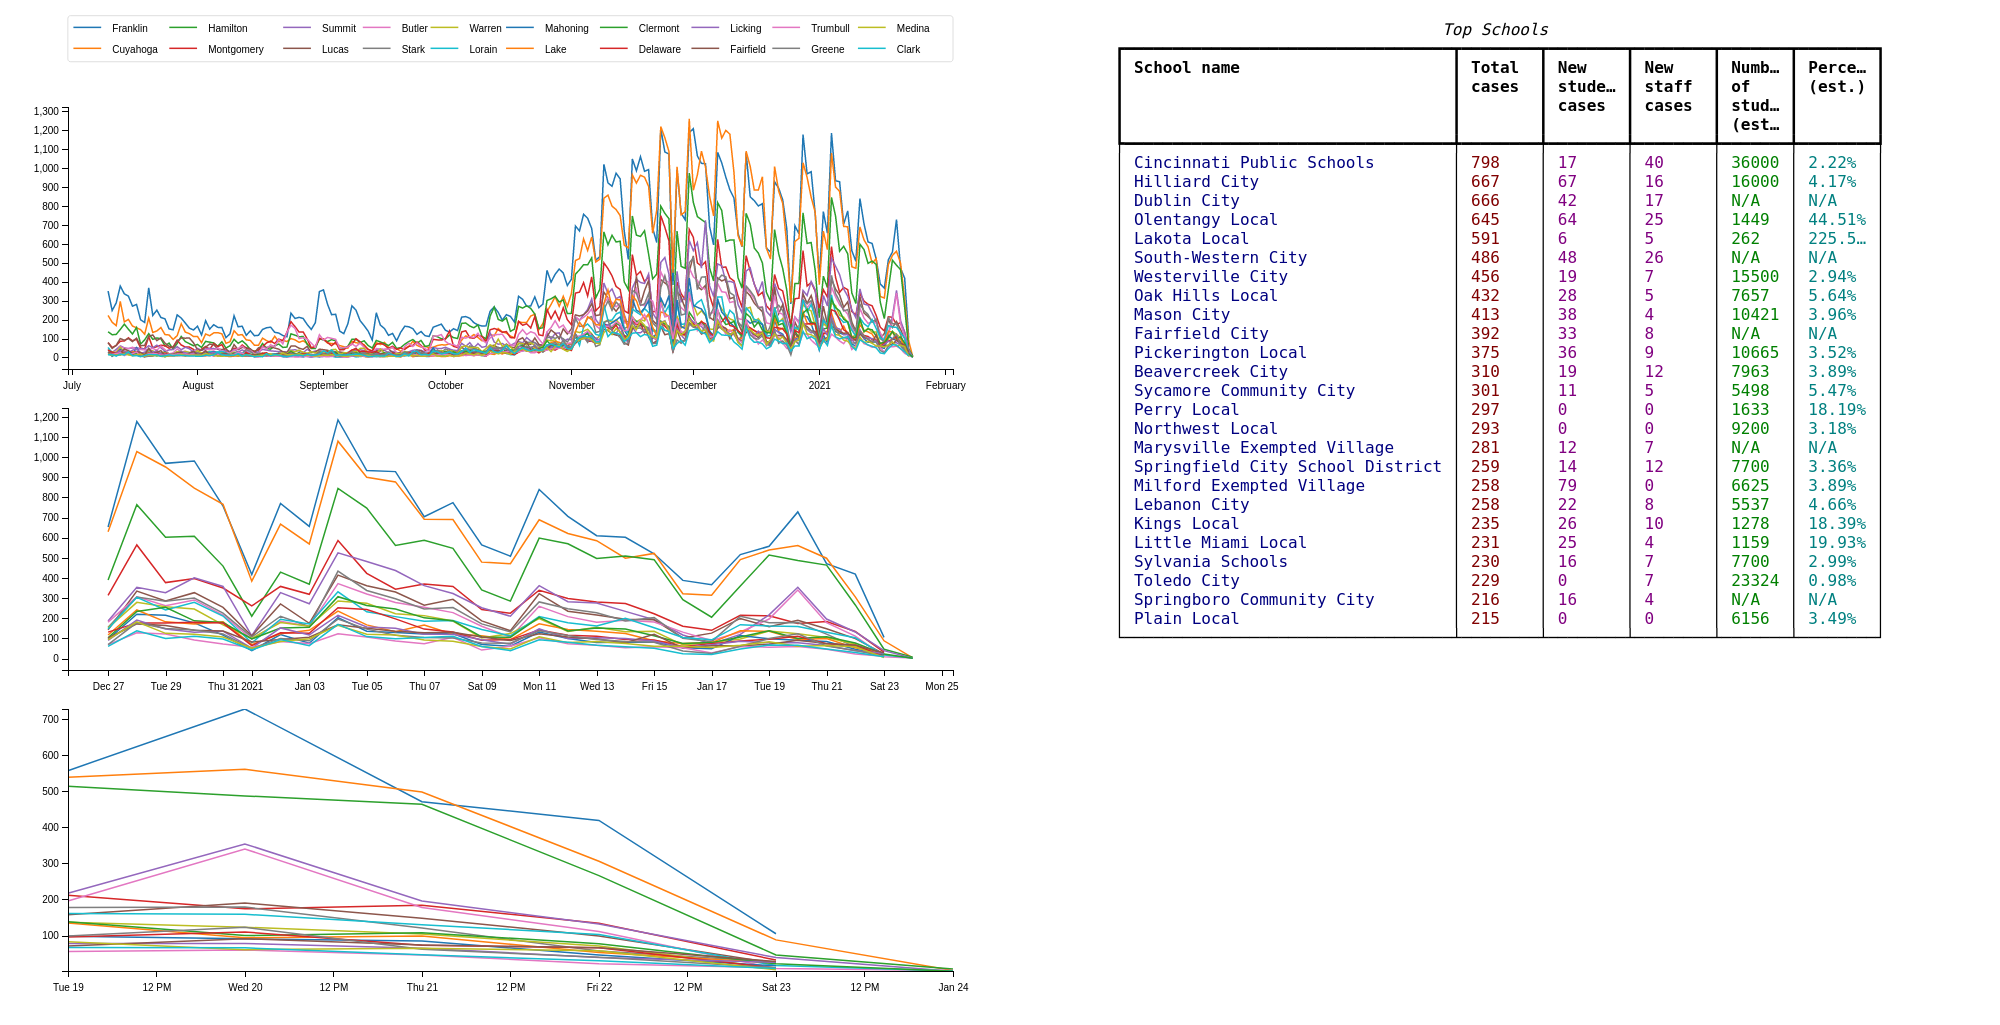 Franklin Hamilton Summit Butler Warren Mahoning Clermont Licking Trumbull Medina
Cuyahoga Montgomery Lucas Stark Lorain Lake Delaware Fairfield Greene Clark
1,300
1,200
1,100
1,000
900
800
700
600
500
400
300
200
100
0
July August September October November December 2021 February
1,200
1,100
1,000
900
800
700
600
500
400
300
200
100
0
Dec 27 Tue 29 Thu 31 2021 Jan 03 Tue 05 Thu 07 Sat 09 Mon 11 Wed 13 Fri 15 Jan 17 Tue 19 Thu 21 Sat 23 Mon 25
700
600
500
400
300
200
100
Tue 19 12 PM Wed 20 12 PM Thu 21 12 PM Fri 22 12 PM Sat 23 12 PM Jan 24
Top Schools
School name Total New New Numb… Perce…
cases stude… staff of (est.)
cases cases stud…
(est…
Cincinnati Public Schools 798 17 40 36000 2.22%
Hilliard City 667 67 16 16000 4.17%
Dublin City 666 42 17 N/A N/A
Olentangy Local 645 64 25 1449 44.51%
Lakota Local 591 6 5 262 225.5…
South-Western City 486 48 26 N/A N/A
Westerville City 456 19 7 15500 2.94%
Oak Hills Local 432 28 5 7657 5.64%
Mason City 413 38 4 10421 3.96%
Fairfield City 392 33 8 N/A N/A
Pickerington Local 375 36 9 10665 3.52%
Beavercreek City 310 19 12 7963 3.89%
Sycamore Community City 301 11 5 5498 5.47%
Perry Local 297 0 0 1633 18.19%
Northwest Local 293 0 0 9200 3.18%
Marysville Exempted Village 281 12 7 N/A N/A
Springfield City School District 259 14 12 7700 3.36%
Milford Exempted Village 258 79 0 6625 3.89%
Lebanon City 258 22 8 5537 4.66%
Kings Local 235 26 10 1278 18.39%
Little Miami Local 231 25 4 1159 19.93%
Sylvania Schools 230 16 7 7700 2.99%
Toledo City 229 0 7 23324 0.98%
Springboro Community City 216 16 4 N/A N/A
Plain Local 215 0 0 6156 3.49%